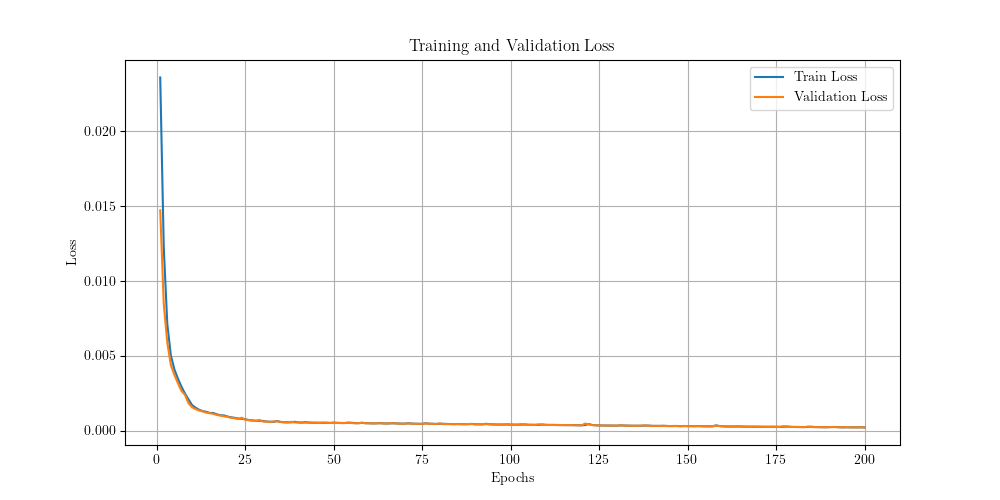 Training and Validation Loss
Train Loss
Validation Loss
0.020
0.015
0.010
0.005
0.000
Loss
0 25 50 75 100 125 150 175 200
Epochs